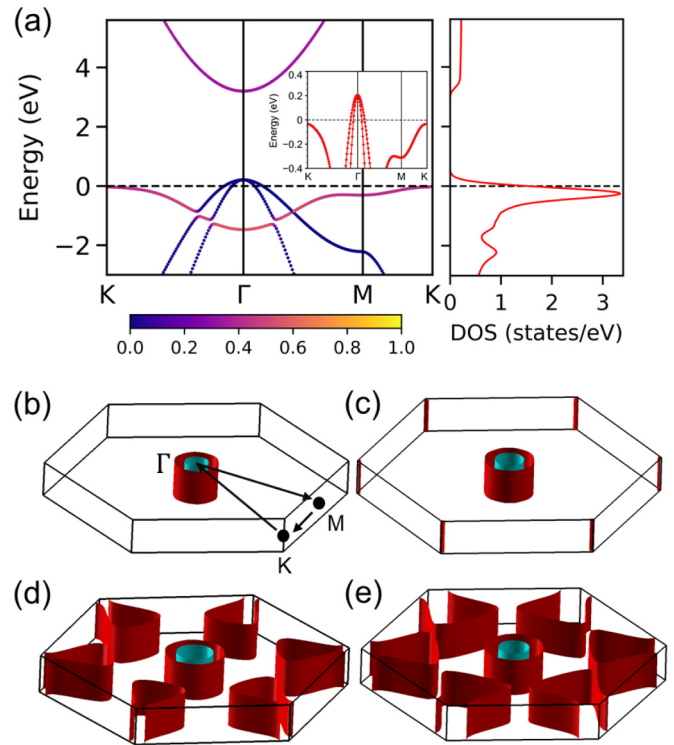 (a)
Energy (eV)
4
2
0
−2
K
Γ
M
K
Energy (eV)
0.4
0.2
0
−0.2
−0.4
K
Γ
M
K
0
1
2
3
DOS (states/eV)
0.0
0.2
0.4
0.6
0.8
1.0
(b)
Γ
M
K
(c)
(d)
(e)